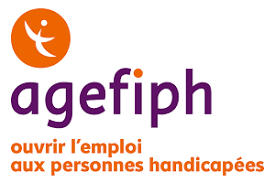 agefiph
ouvrir l'emploi
aux personnes handicapées